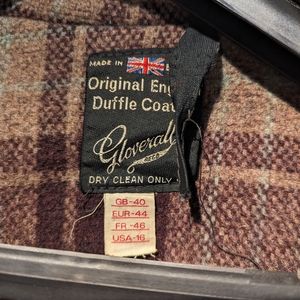 MADE IN
Original Eng
Duffle Coat
Gloverall
REGD
DRY CLEAN ONLY
GB-40
EUR-44
FR-46
USA-16